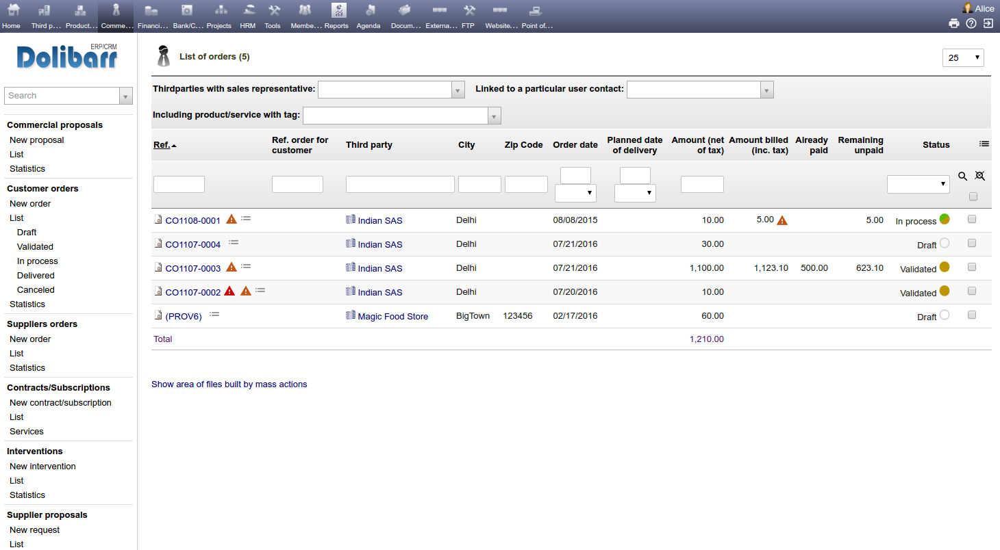 Home Third p... Product... Comme... Financi... Bank/C... Projects HRM Tools Membe... Reports Agenda Docum... Externa... FTP Website... Point of... Alice
ERP/CRM
Dolibarr
Search
Commercial proposals
New proposal
List
Statistics
Customer orders
New order
List
Draft
Validated
In process
Delivered
Canceled
Statistics
Suppliers orders
New order
List
Statistics
Contracts/Subscriptions
New contract/subscription
List
Services
Interventions
New intervention
List
Statistics
Supplier proposals
New request
List
List of orders (5) 25
Thirdparties with sales representative: Linked to a particular user contact:
Including product/service with tag:
Ref. Ref. order for customer Third party City Zip Code Order date Planned date of delivery Amount (net of tax) Amount billed (inc. tax) Already paid Remaining unpaid Status
CO1108-0001 Indian SAS Delhi 08/08/2015 10.00 5.00 5.00 In process
CO1107-0004 Indian SAS Delhi 07/21/2016 30.00 Draft
CO1107-0003 Indian SAS Delhi 07/21/2016 1,100.00 1,123.10 500.00 623.10 Validated
CO1107-0002 Indian SAS Delhi 07/20/2016 10.00 Validated
(PROV6) Magic Food Store BigTown 123456 02/17/2016 60.00 Draft
Total 1,210.00
Show area of files built by mass actions